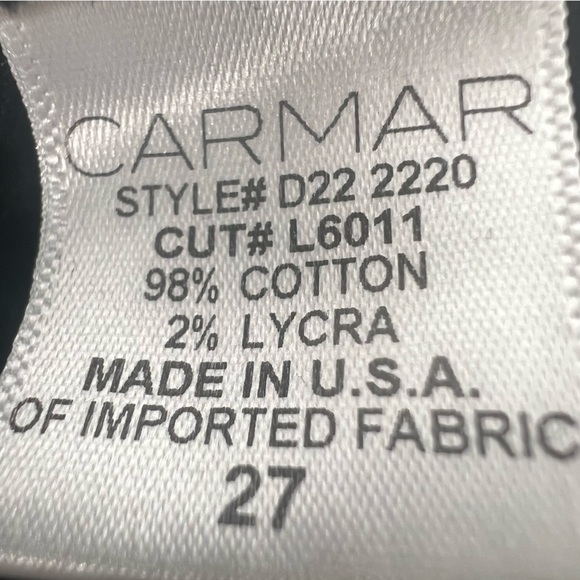 CARMAR
STYLE# D22 2220
CUT# L6011
98% COTTON
2% LYCRA
MADE IN U.S.A.
OF IMPORTED FABRIC
27